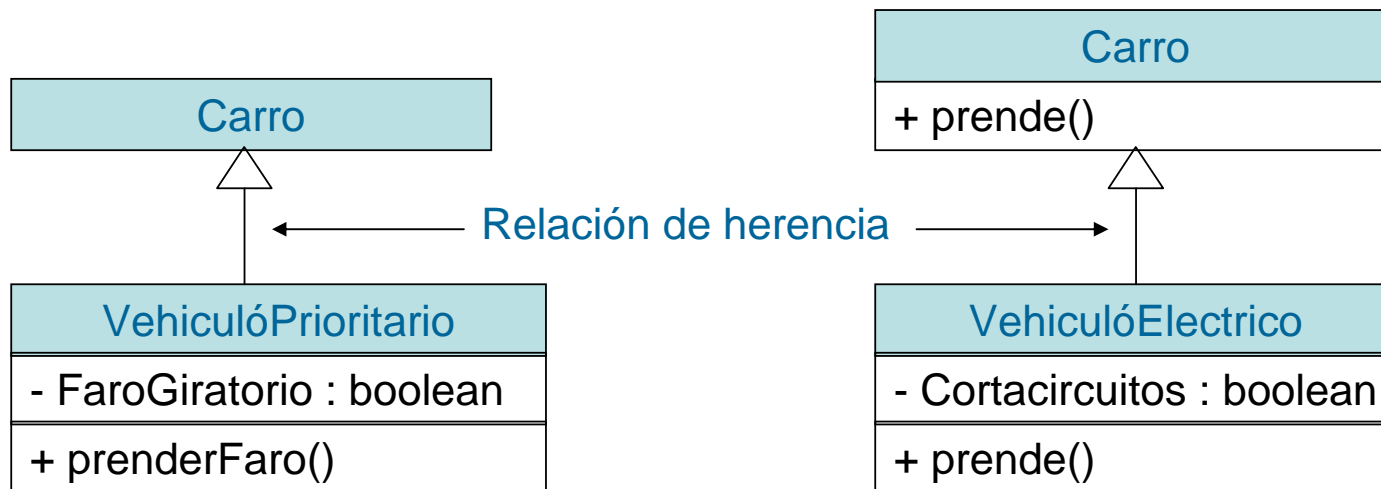 Carro
VehiculóPrioritario
- FaroGiratorio : boolean
+ prenderFaro()
Relación de herencia
Carro
+ prende()
VehiculóElectrico
- Cortacircuitos : boolean
+ prende()